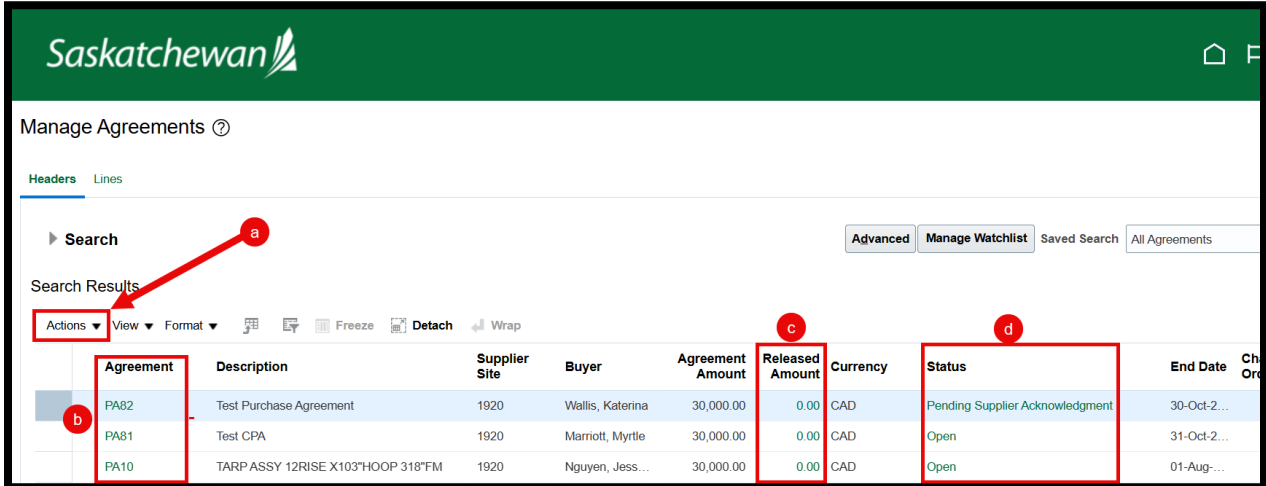 Saskatchewan
Manage Agreements ?
Headers Lines
a
Search Advanced Manage Watchlist Saved Search All Agreements
Search Results
Actions View Format Freeze Detach Wrap
c d
Agreement Description Supplier Site Buyer Agreement Amount Released Amount Currency Status End Date
b
PA82 Test Purchase Agreement 1920 Wallis, Katerina 30,000.00 0.00 CAD Pending Supplier Acknowledgment 30-Oct-2...
PA81 Test CPA 1920 Marriott, Myrtle 30,000.00 0.00 CAD Open 31-Oct-2...
PA10 TARP ASSY 12RISE X103"HOOP 318"FM 1920 Nguyen, Jess... 30,000.00 0.00 CAD Open 01-Aug-...